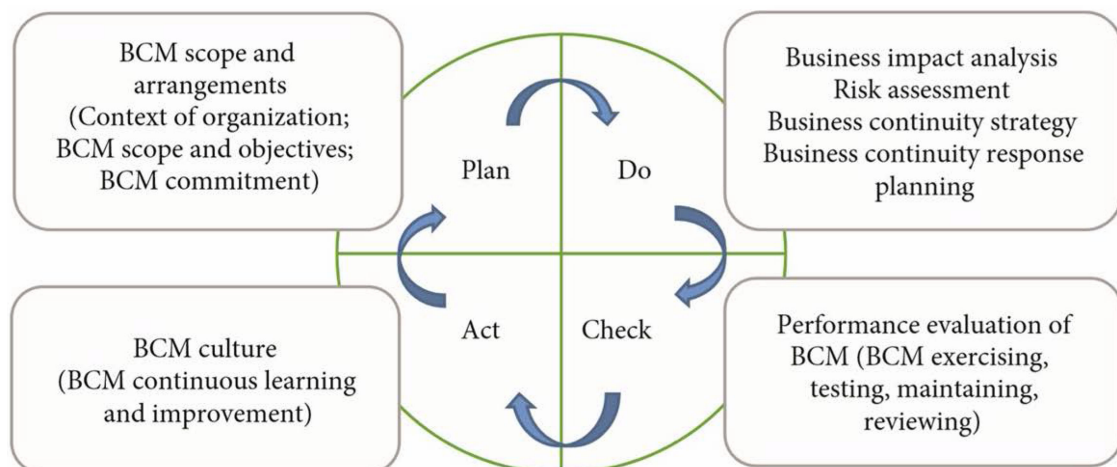 BCM scope and
arrangements
(Context of organization;
BCM scope and objectives;
BCM commitment)
Business impact analysis
Risk assessment
Business continuity strategy
Business continuity response
planning
Plan
Do
Act
Check
BCM culture
(BCM continuous learning
and improvement)
Performance evaluation of
BCM (BCM exercising,
testing, maintaining,
reviewing)